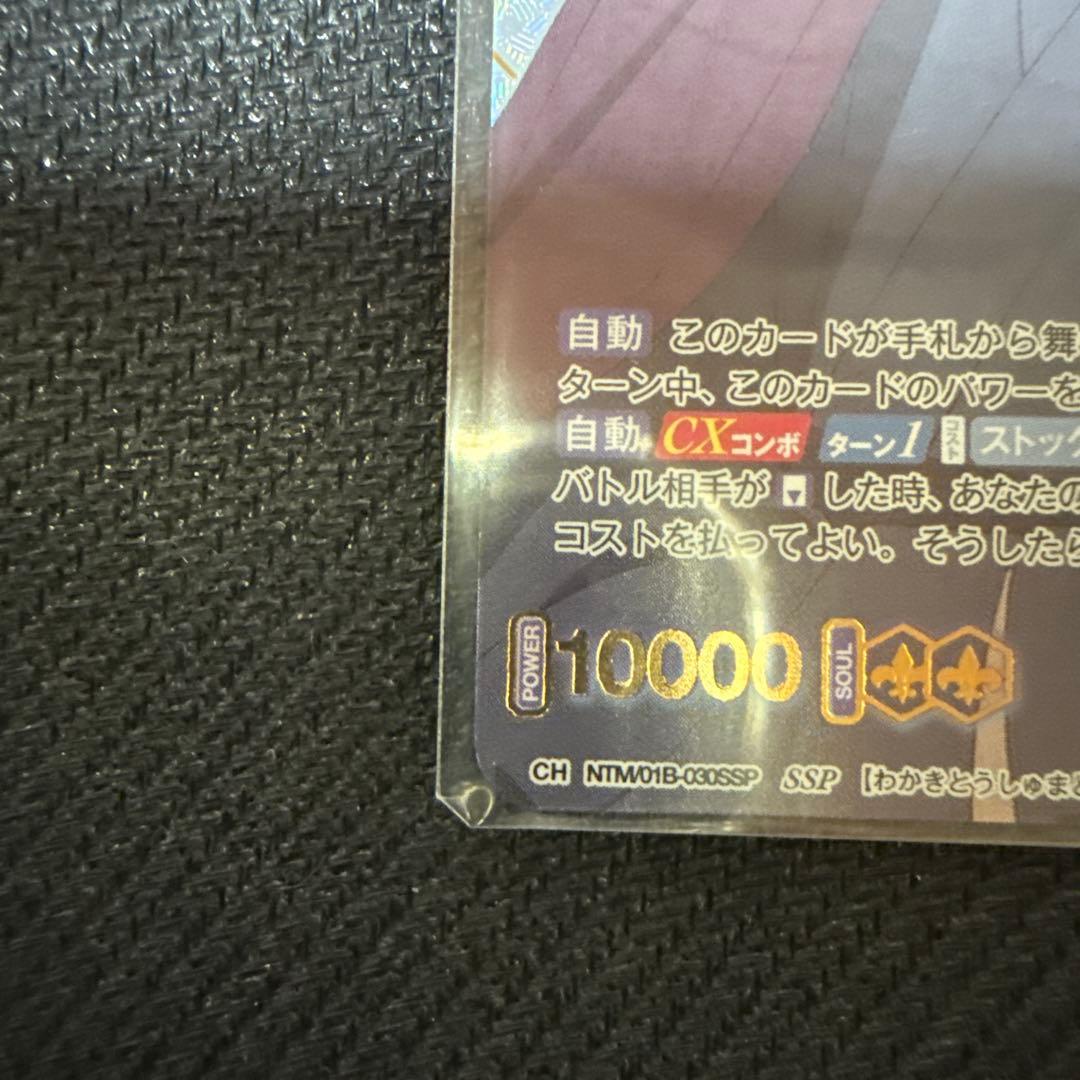 自動 このカードが手札から舞
ターン中、このカードのパワーを
自動 CXコンボ ターン1 コスト ストック
バトル相手が した時、あなたの
コストを払ってよい。そうしたら
POWER 10000 SOUL
CH NTM/01B-030SSP SSP 【わかきとうしゅまど